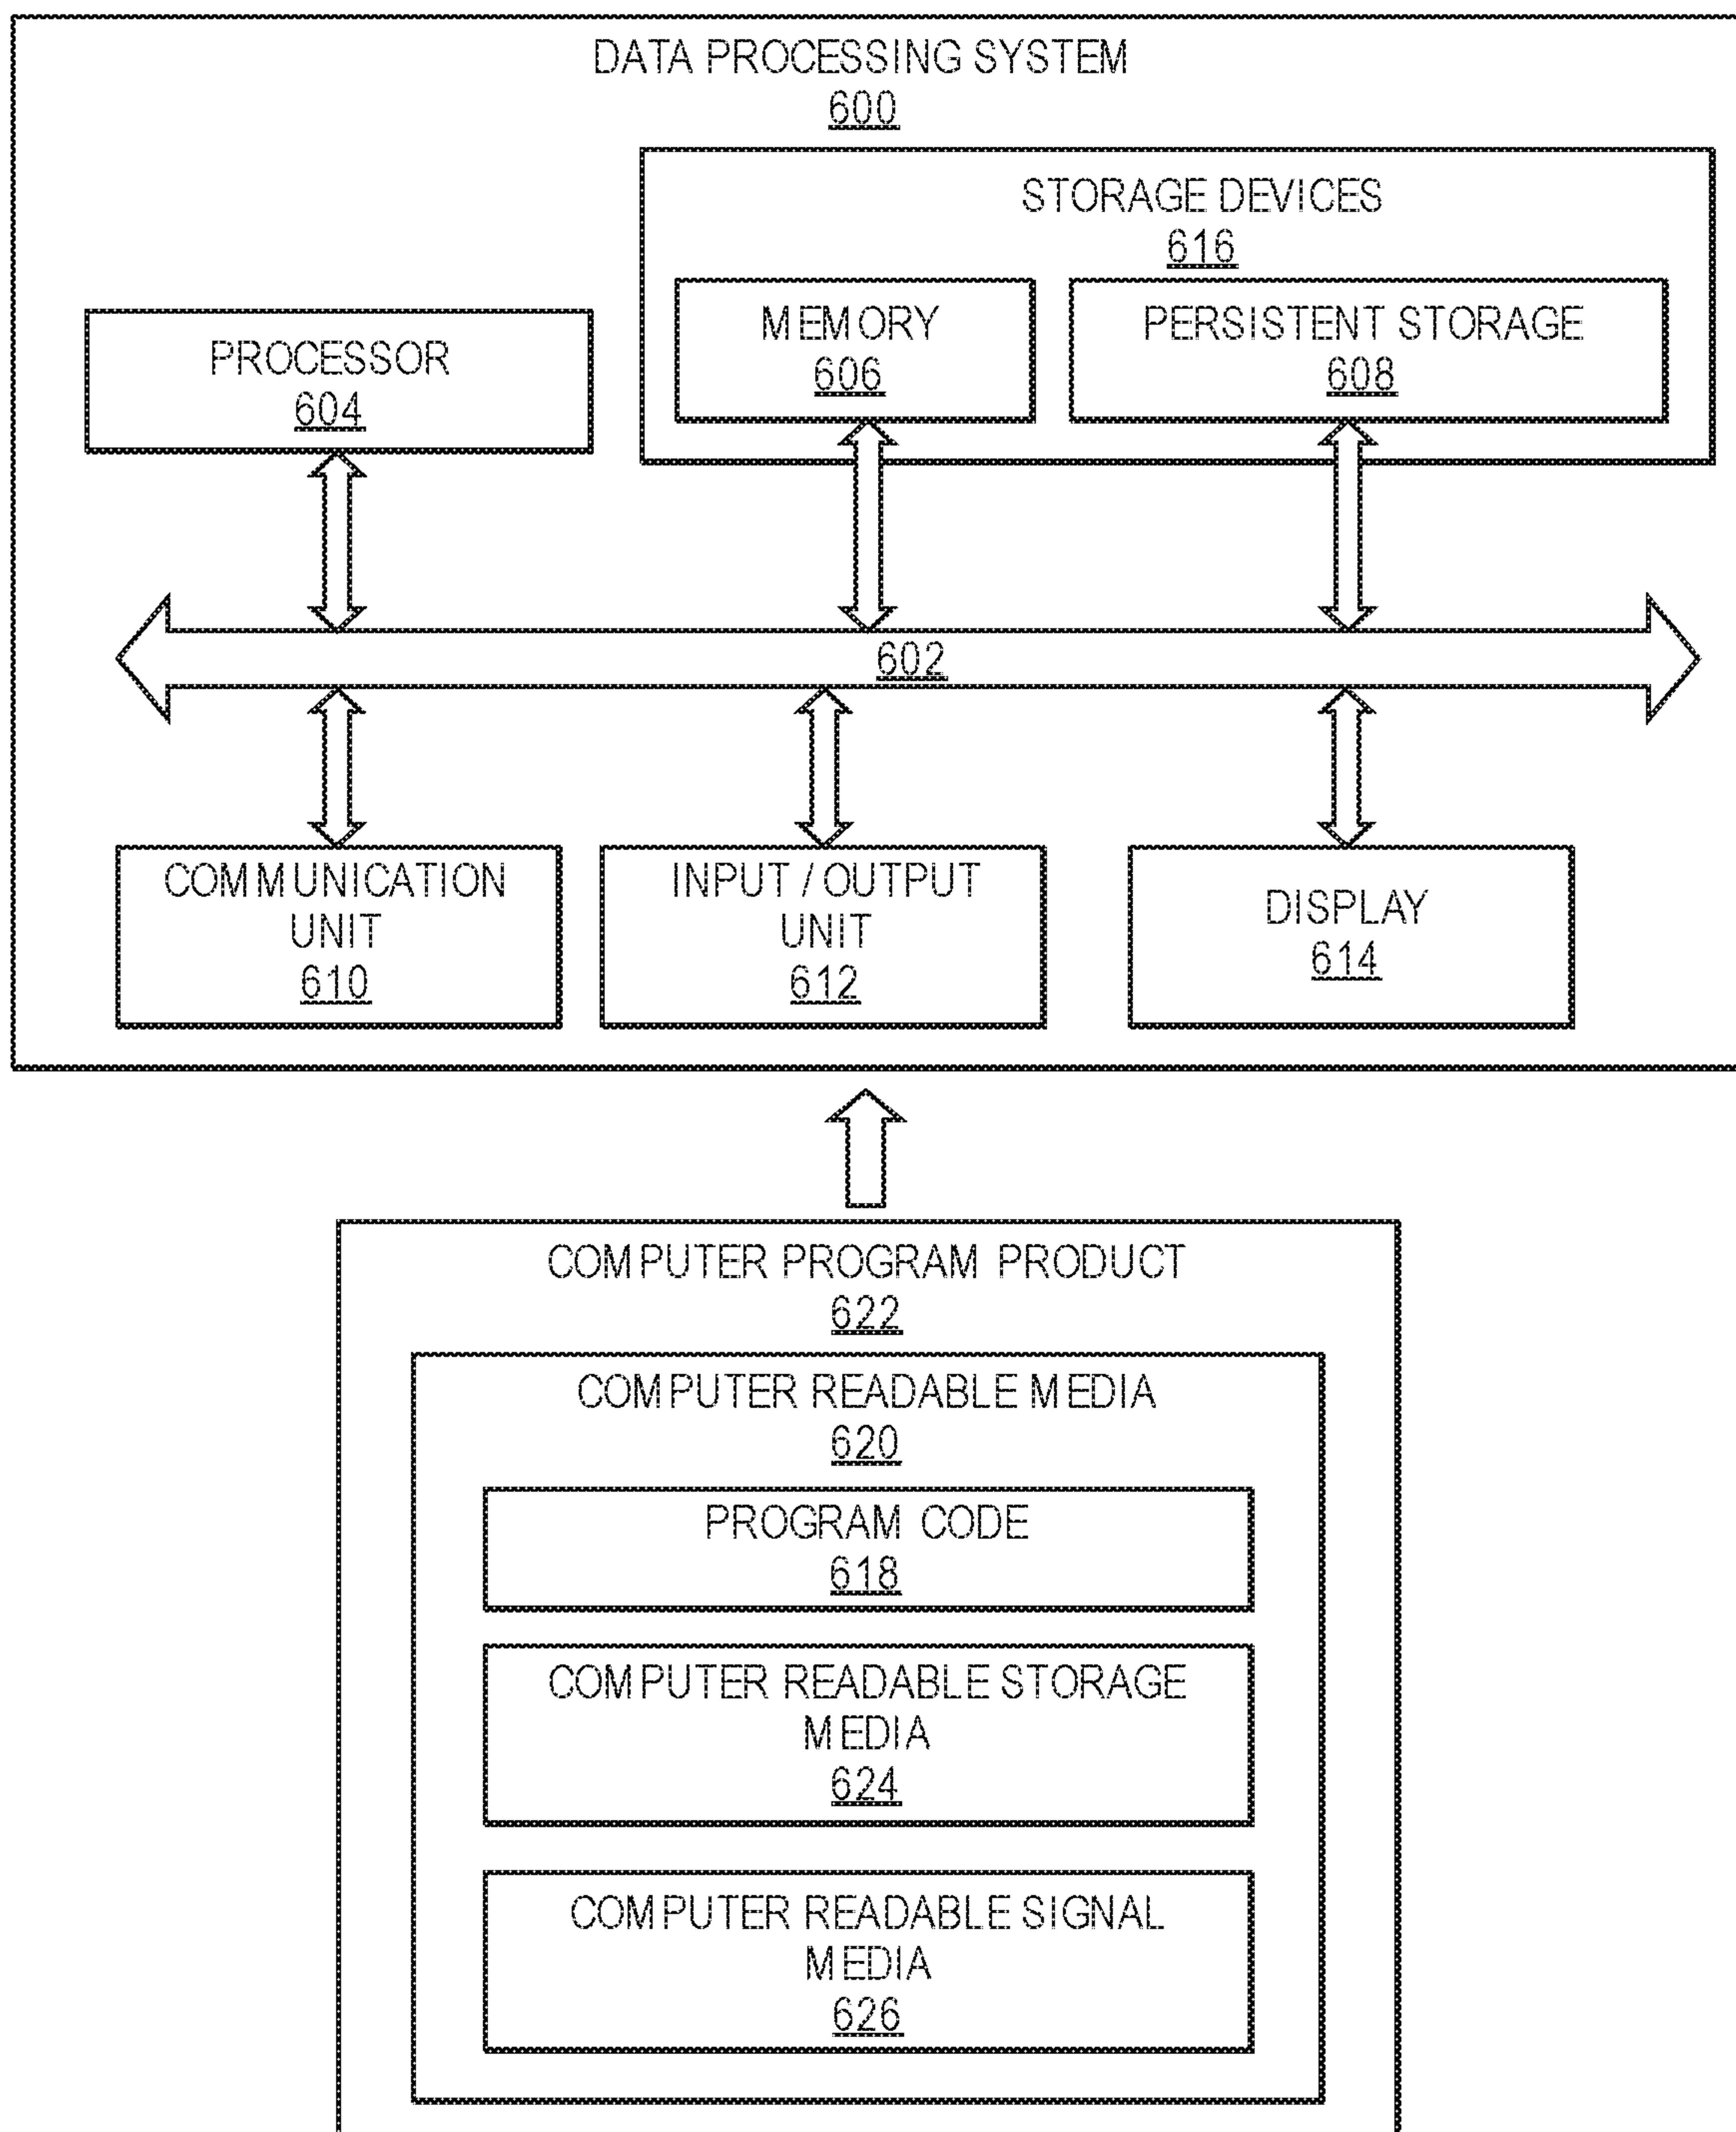 DATA PROCESSING SYSTEM
600
STORAGE DEVICES
616
MEMORY
606
PERSISTENT STORAGE
608
PROCESSOR
604
602
COMMUNICATION
UNIT
610
INPUT / OUTPUT
UNIT
612
DISPLAY
614
COMPUTER PROGRAM PRODUCT
622
COMPUTER READABLE MEDIA
620
PROGRAM CODE
618
COMPUTER READABLE STORAGE
MEDIA
624
COMPUTER READABLE SIGNAL
MEDIA
626